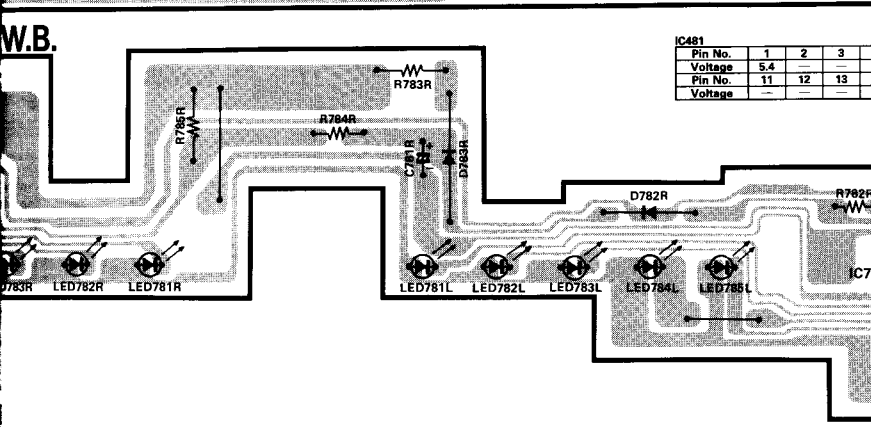 W.B.
IC481
Pin No. 1 2 3
Voltage 5.4 — —
Pin No. 11 12 13
Voltage — — —
R783R
R785R
R784R
C781R
+
D783R
D782R
R782R
D783R LED782R LED781R
LED781L LED782L LED783L LED784L LED785L
IC7